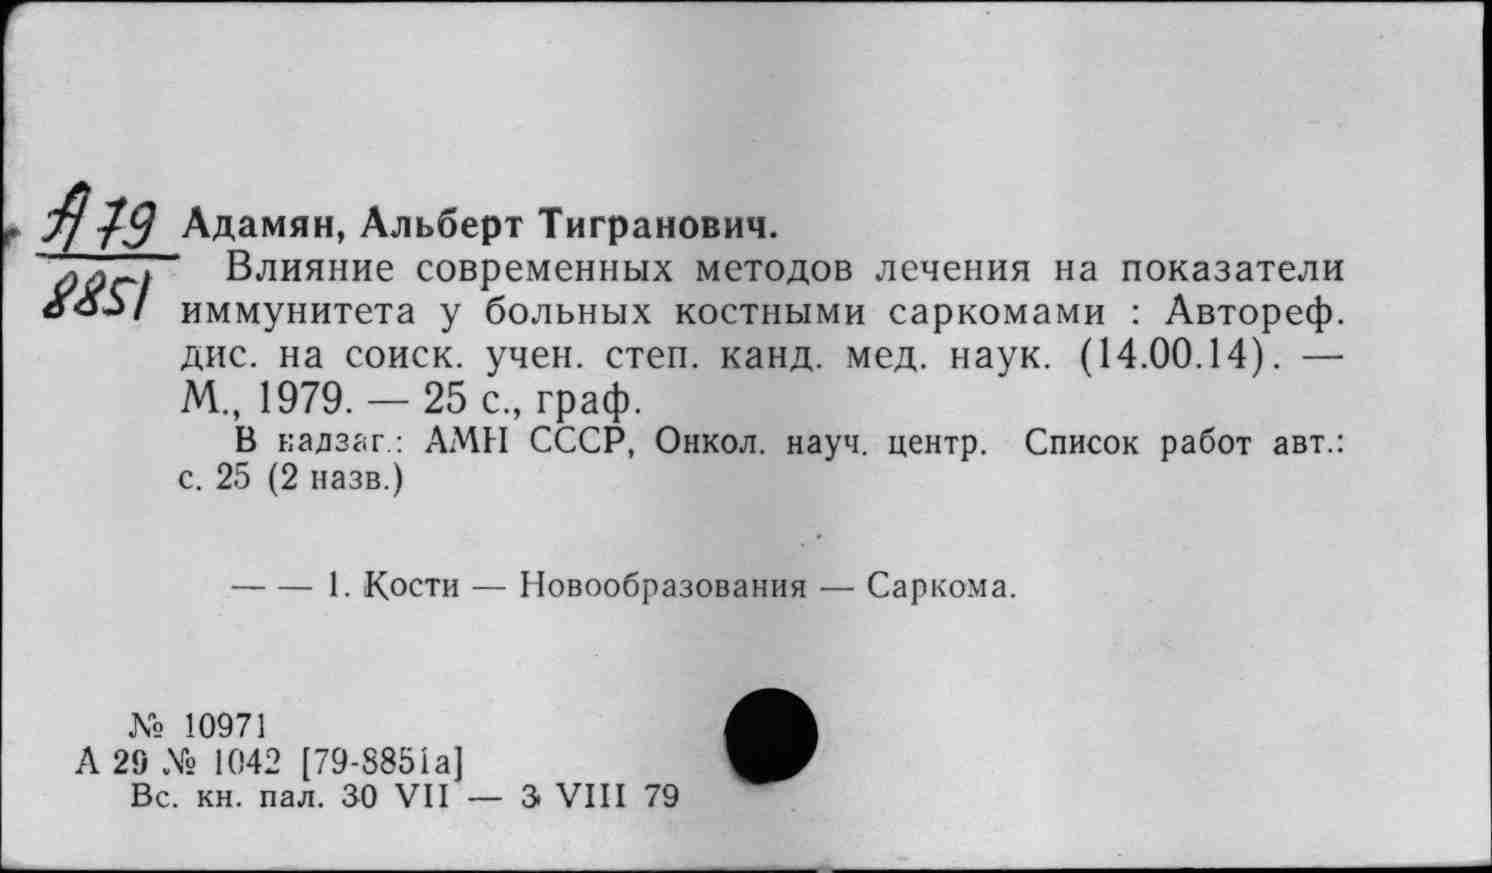 А79 Адамян, Альберт Тигранович.
8851 Влияние современных методов лечения на показатели
иммунитета у больных костными саркомами : Автореф.
дис. на соиск. учен. степ. канд. мед. наук. (14.00.14). —
М., 1979. — 25 с., граф.
В надзаг.: АМН СССР, Онкол. науч. центр. Список работ авт.:
с. 25 (2 назв.)
— — 1. Кости — Новообразования — Саркома.
№ 10971
А 29 № 1042 [79-8851а]
Вс. кн. пал. 30 VII — 3 VIII 79